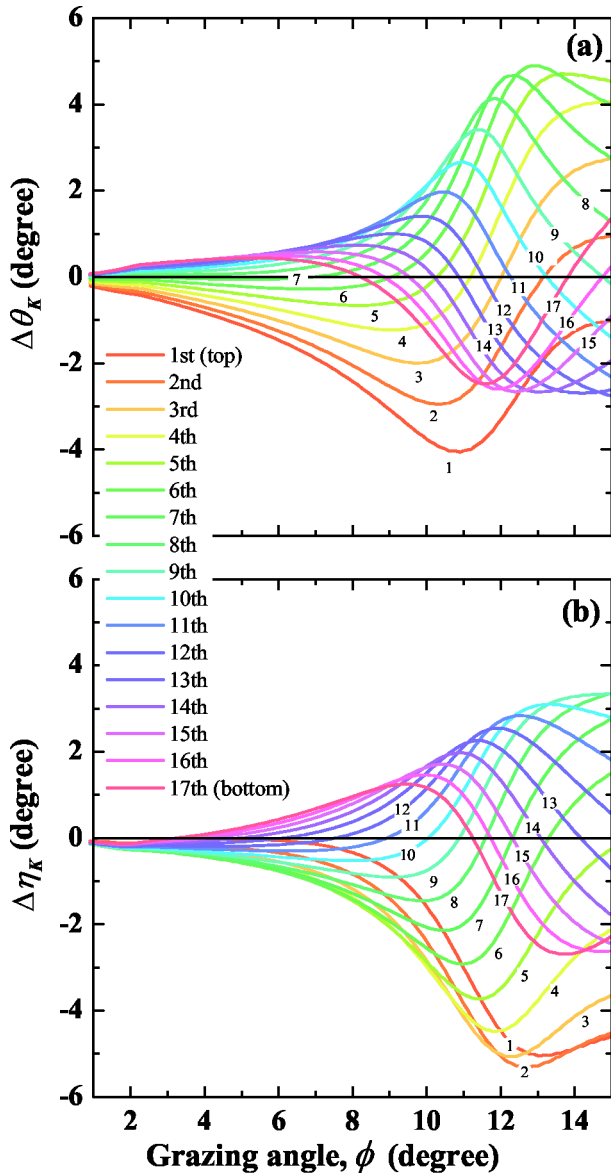 (a)
6
4
2
0
-2
-4
-6
Δθ_K (degree)
8
9
10
7
11
6
12
17
5
13
16
4
14
15
3
2
1
1st (top)
2nd
3rd
4th
5th
6th
7th
8th
9th
10th
11th
12th
13th
14th
15th
16th
17th (bottom)
(b)
6
4
2
0
-2
-4
-6
Δη_K (degree)
12
13
11
14
10
15
9
16
8
17
7
6
5
4
3
1
2
2 4 6 8 10 12 14
Grazing angle, ϕ (degree)